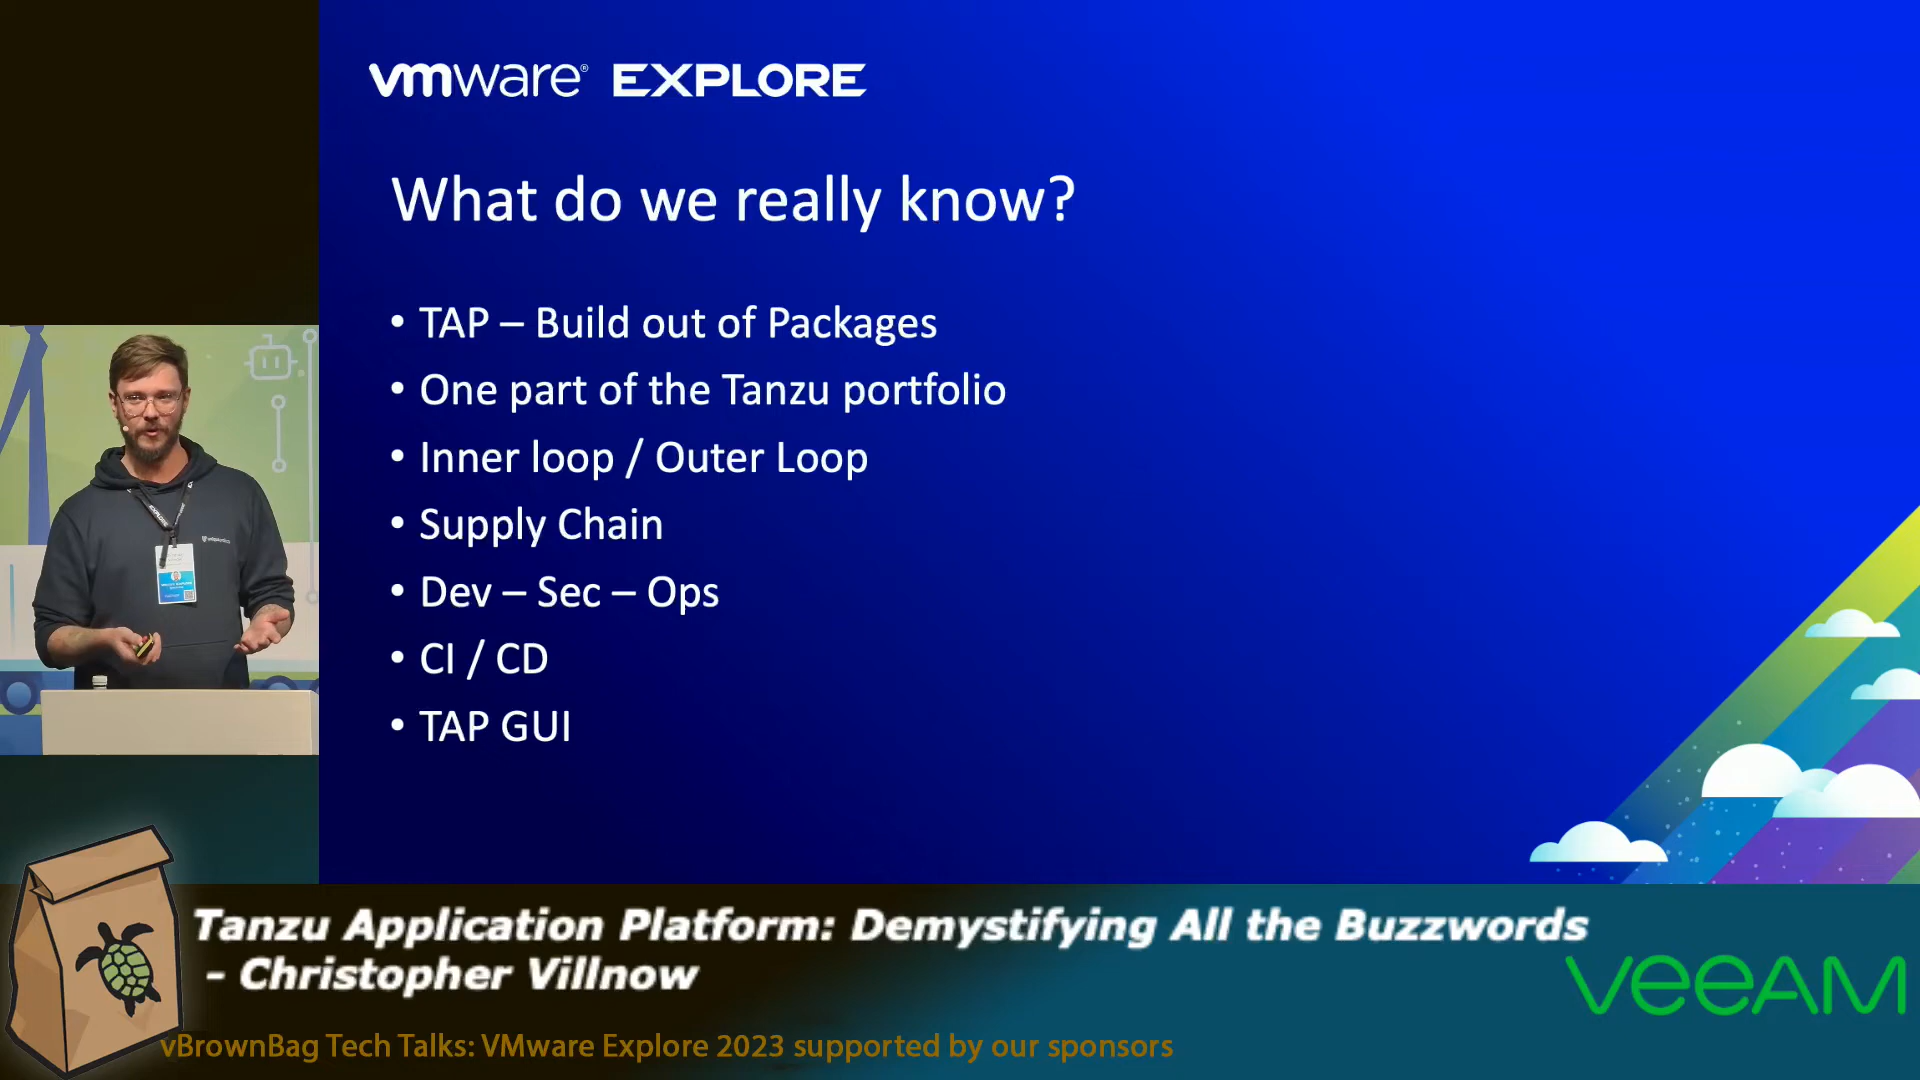 vmware® EXPLORE
What do we really know?
• TAP – Build out of Packages
• One part of the Tanzu portfolio
• Inner loop / Outer Loop
• Supply Chain
• Dev – Sec – Ops
• CI / CD
• TAP GUI
EXPLORE
Tanzu Application Platform: Demystifying All the Buzzwords
- Christopher Villnow
veeAM
vBrownBag Tech Talks: VMware Explore 2023 supported by our sponsors